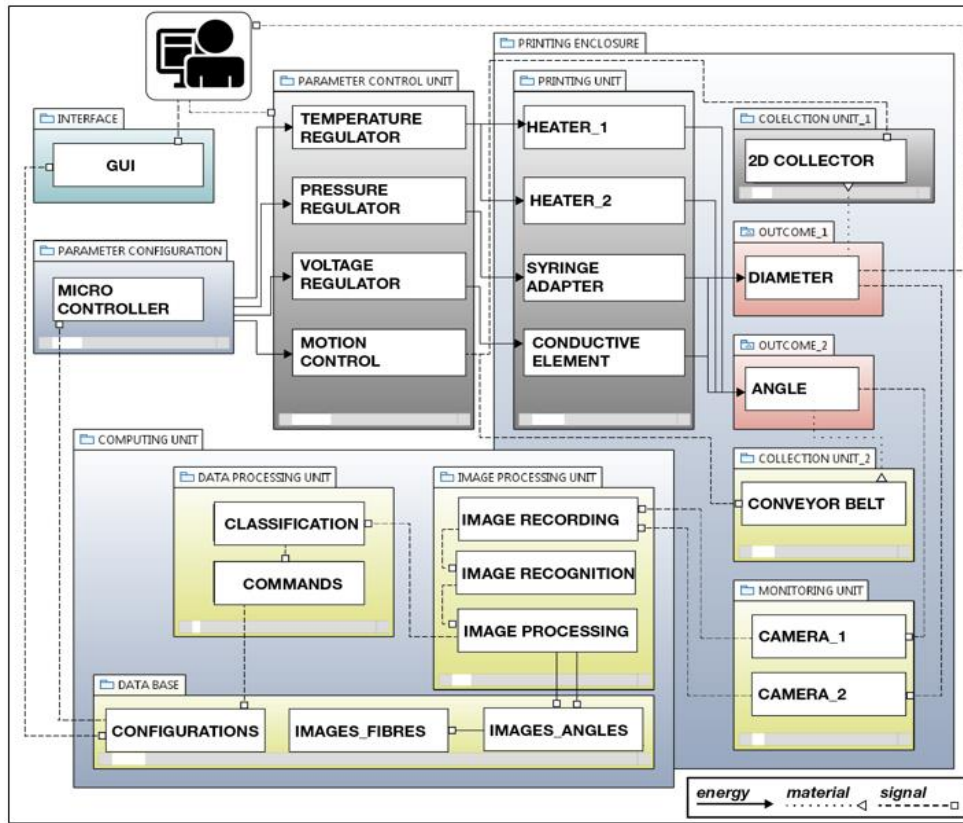 PRINTING ENCLOSURE
PARAMETER CONTROL UNIT
PRINTING UNIT
INTERFACE
COLELCTION UNIT_1
TEMPERATURE
REGULATOR
HEATER_1
GUI
2D COLLECTOR
PRESSURE
REGULATOR
HEATER_2
OUTCOME_1
PARAMETER CONFIGURATION
VOLTAGE
REGULATOR
SYRINGE
ADAPTER
DIAMETER
MICRO
CONTROLLER
MOTION
CONTROL
CONDUCTIVE
ELEMENT
OUTCOME_2
ANGLE
COMPUTING UNIT
COLLECTION UNIT_2
DATA PROCESSING UNIT
IMAGE PROCESSING UNIT
CONVEYOR BELT
CLASSIFICATION
IMAGE RECORDING
COMMANDS
IMAGE RECOGNITION
MONITORING UNIT
IMAGE PROCESSING
CAMERA_1
DATA BASE
CAMERA_2
CONFIGURATIONS
IMAGES_FIBRES
IMAGES_ANGLES
energy material signal